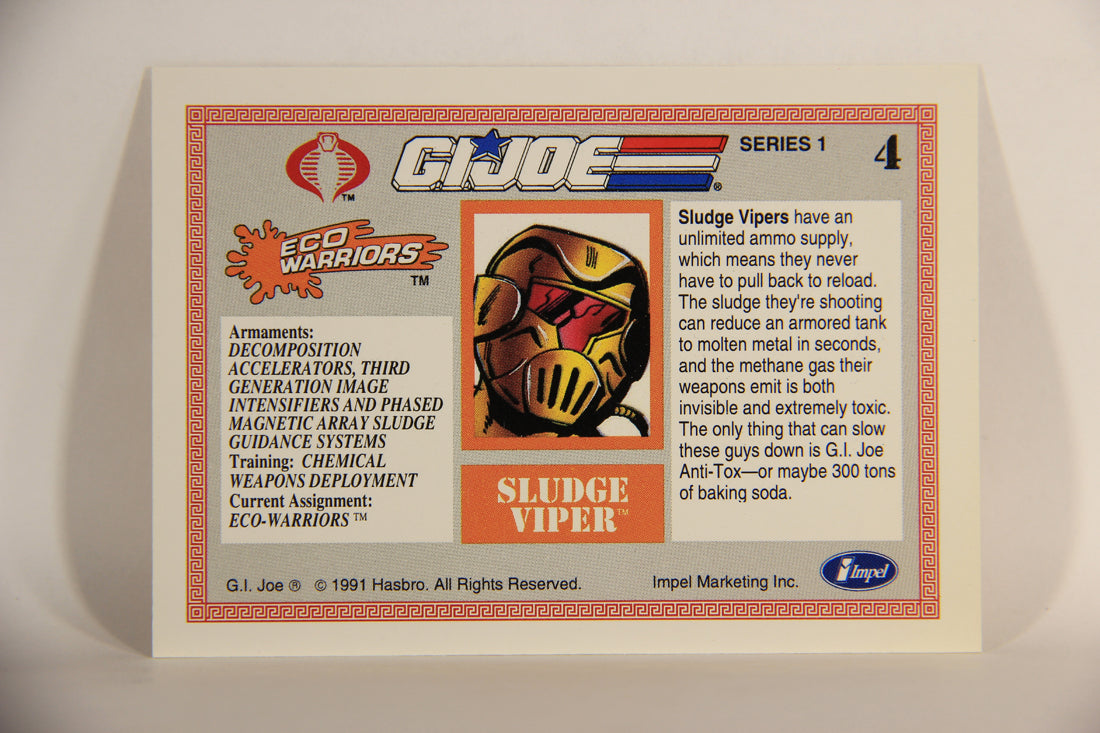 G.I. JOE ®
SERIES 1
4
TM
ECO
WARRIORS
TM
Armaments:
DECOMPOSITION
ACCELERATORS, THIRD
GENERATION IMAGE
INTENSIFIERS AND PHASED
MAGNETIC ARRAY SLUDGE
GUIDANCE SYSTEMS
Training: CHEMICAL
WEAPONS DEPLOYMENT
Current Assignment:
ECO-WARRIORS ™
SLUDGE
VIPER™
Sludge Vipers have an
unlimited ammo supply,
which means they never
have to pull back to reload.
The sludge they're shooting
can reduce an armored tank
to molten metal in seconds,
and the methane gas their
weapons emit is both
invisible and extremely toxic.
The only thing that can slow
these guys down is G.I. Joe
Anti-Tox—or maybe 300 tons
of baking soda.
G.I. Joe ® © 1991 Hasbro. All Rights Reserved.
Impel Marketing Inc.
Impel